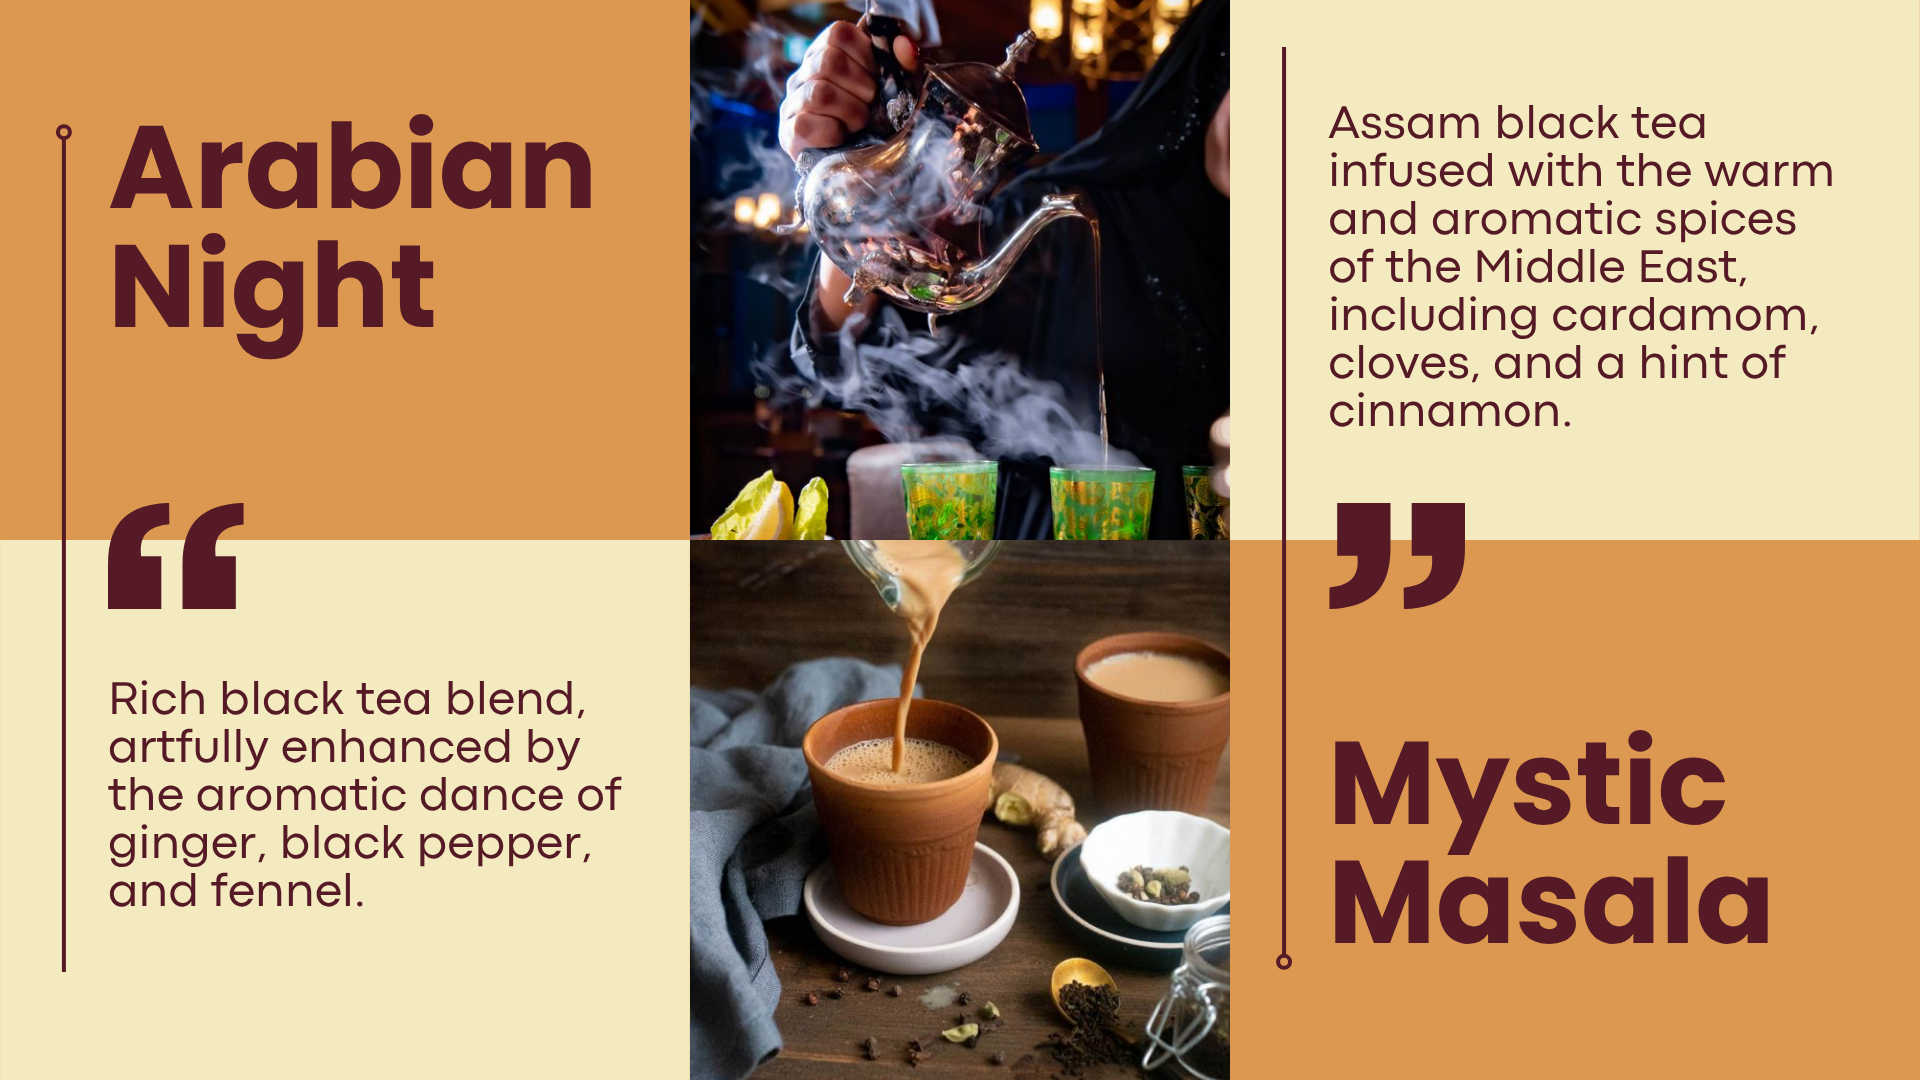 Arabian
Night
Assam black tea
infused with the warm
and aromatic spices
of the Middle East,
including cardamom,
cloves, and a hint of
cinnamon.
“
Rich black tea blend,
artfully enhanced by
the aromatic dance of
ginger, black pepper,
and fennel.
”
Mystic
Masala